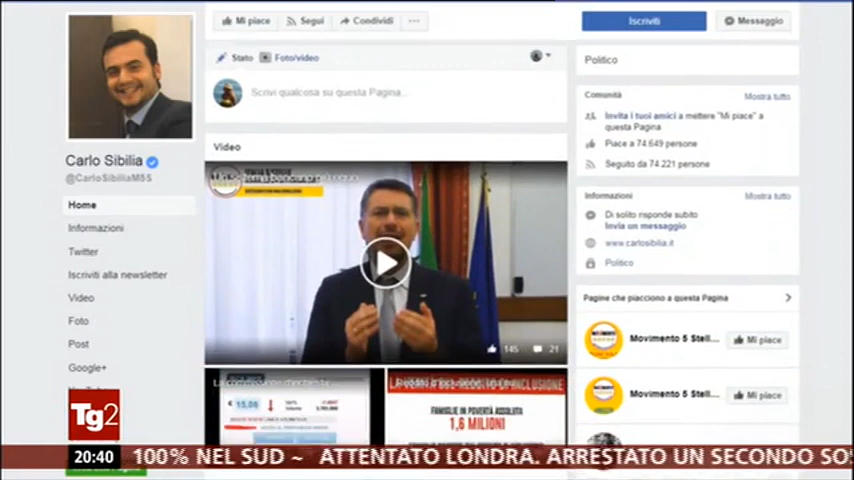 Mi piace
Segui
Condividi
Iscriviti
Messaggio
Stato
Foto/video
Scrivi qualcosa su questa Pagina...
Carlo Sibilia
@CarloSibiliaM5S
Home
Informazioni
Twitter
Iscriviti alla newsletter
Video
Foto
Post
Google+
Video
145
21
€ 15,06
FAMIGLIE IN POVERTÀ ASSOLUTA
1,6 MILIONI
Politico
Comunità
Mostra tutto
Invita i tuoi amici a mettere "Mi piace" a
questa Pagina
Piace a 74.649 persone
Seguito da 74.221 persone
Informazioni
Mostra tutto
Di solito risponde subito
Invia un messaggio
www.carlosibilia.it
Politico
Pagine che piacciono a questa Pagina
Movimento 5 Stell...
Mi piace
Movimento 5 Stell...
Mi piace
Tg2
20:40
100% NEL SUD ~ ATTENTATO LONDRA. ARRESTATO UN SECONDO SOS